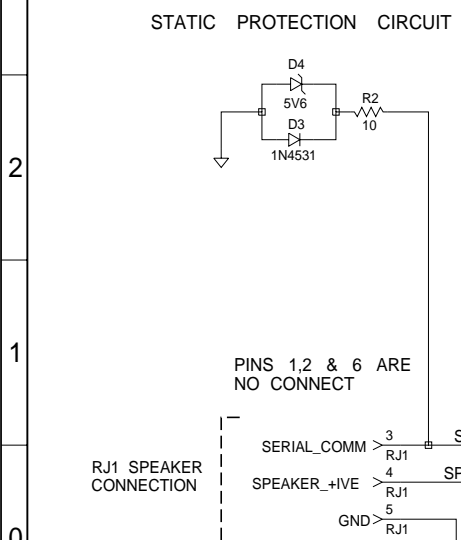 STATIC PROTECTION CIRCUIT
D4
5V6
R2
10
D3
1N4531
2
1
PINS 1,2 & 6 ARE
NO CONNECT
SERIAL_COMM 3
RJ1
RJ1 SPEAKER
CONNECTION
SPEAKER_+IVE 4
RJ1
GND 5
RJ1